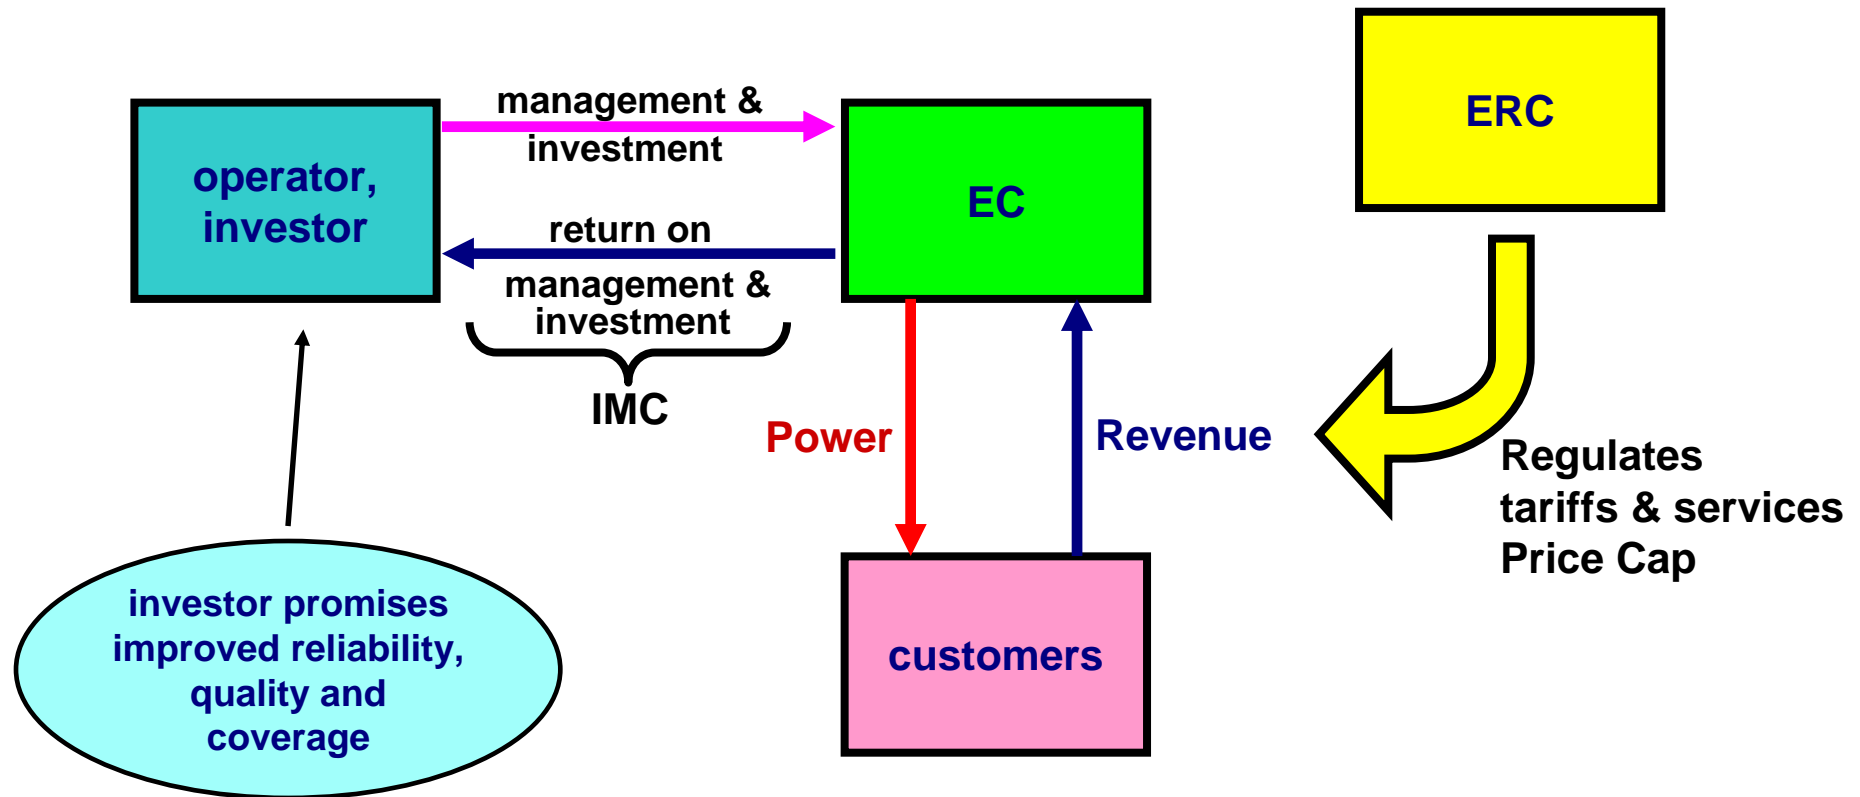 management &
investment
operator,
investor
return on
management &
investment
IMC
EC
ERC
Power
Revenue
Regulates
tariffs & services
Price Cap
investor promises
improved reliability,
quality and
coverage
customers